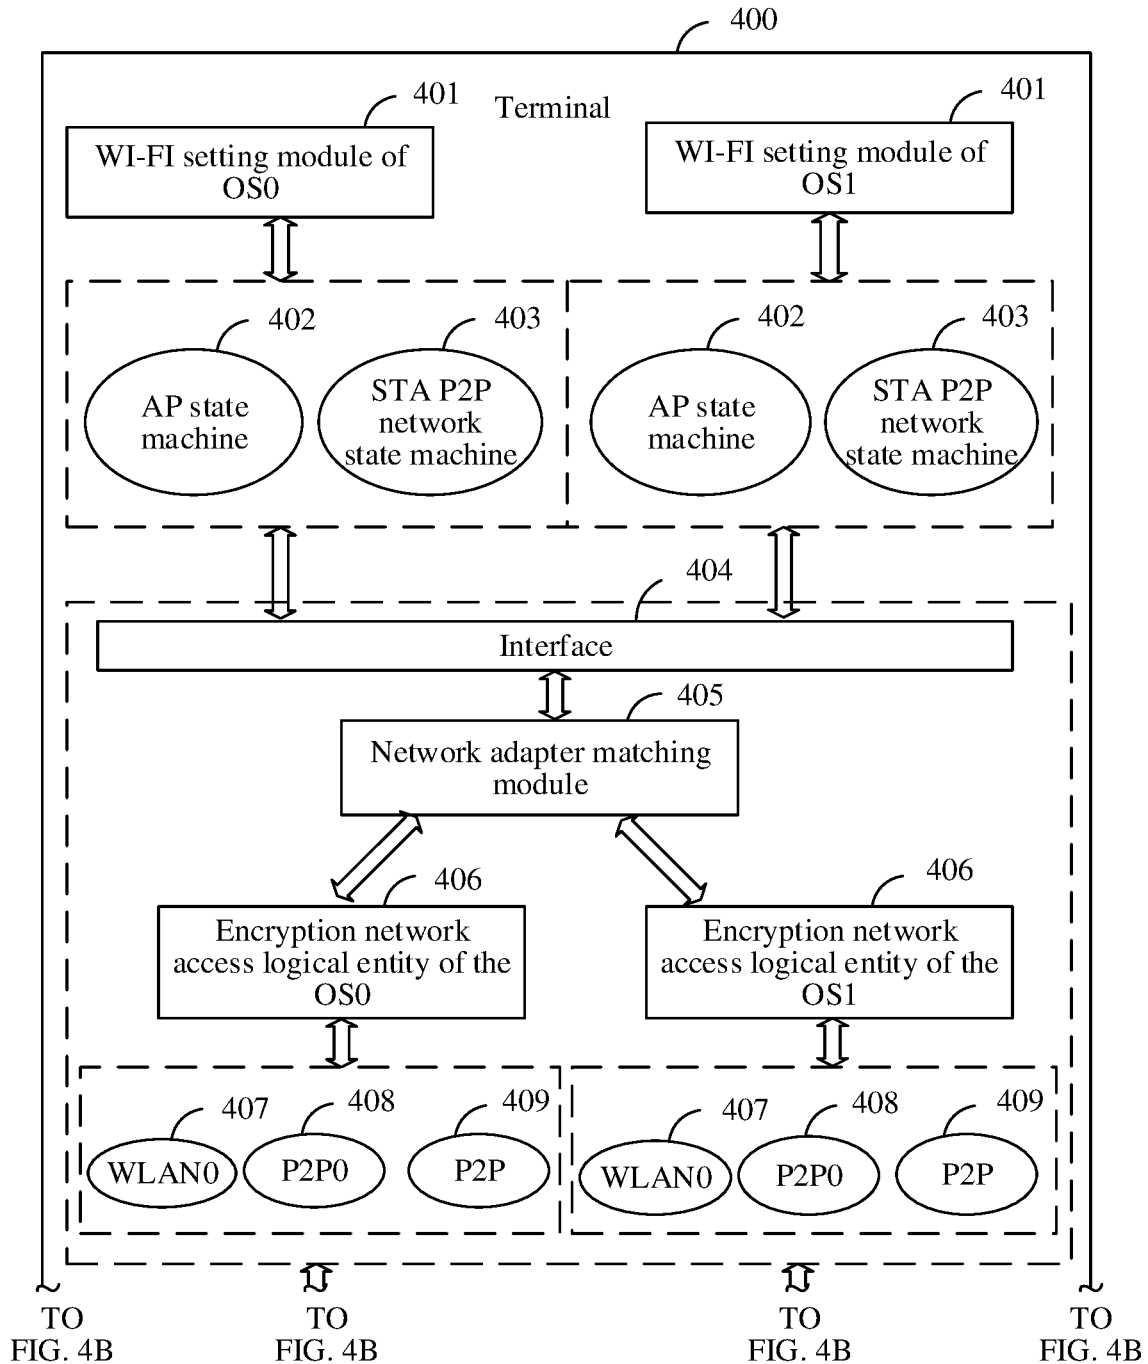 400
Terminal
401
WI-FI setting module of
OS0
401
WI-FI setting module of
OS1
402
AP state
machine
403
STA P2P
network
state machine
402
AP state
machine
403
STA P2P
network
state machine
404
Interface
405
Network adapter matching
module
406
Encryption network
access logical entity of the
OS0
406
Encryption network
access logical entity of the
OS1
407
WLAN0
408
P2P0
409
P2P
407
WLAN0
408
P2P0
409
P2P
TO
FIG. 4B
TO
FIG. 4B
TO
FIG. 4B
TO
FIG. 4B